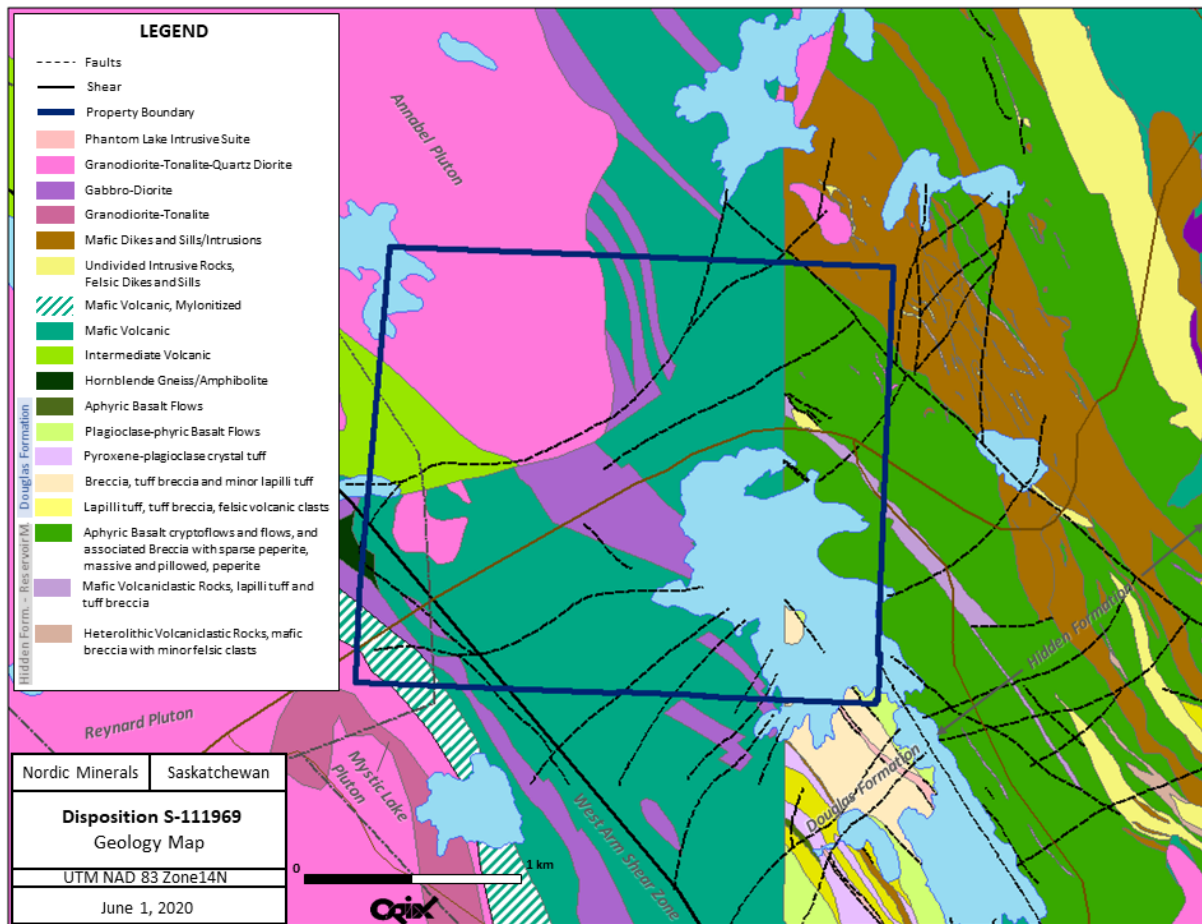 LEGEND
Faults
Shear
Property Boundary
Phantom Lake Intrusive Suite
Granodiorite-Tonalite-Quartz Diorite
Gabbro-Diorite
Granodiorite-Tonalite
Mafic Dikes and Sills/Intrusions
Undivided Intrusive Rocks,
Felsic Dikes and Sills
Mafic Volcanic, Mylonitized
Mafic Volcanic
Intermediate Volcanic
Hornblende Gneiss/Amphibolite
Aphyric Basalt Flows
Plagioclase-phyric Basalt Flows
Pyroxene-plagioclase crystal tuff
Breccia, tuff breccia and minor lapilli tuff
Lapilli tuff, tuff breccia, felsic volcanic clasts
Aphyric Basalt cryptoflows and flows, and
associated Breccia with sparse peperite,
massive and pillowed, peperite
Mafic Volcaniclastic Rocks, lapilli tuff and
tuff breccia
Heterolithic Volcaniclastic Rocks, mafic
breccia with minor felsic clasts
Douglas Formation
Hidden Form. - Reservoir M.
Annabel Pluton
Hidden Formation
Reynard Pluton
Mystic Lake
Pluton
West Arm Shear Zone
Douglas Formation
Nordic Minerals
Saskatchewan
Disposition S-111969
Geology Map
UTM NAD 83 Zone14N
June 1, 2020
0
1 km